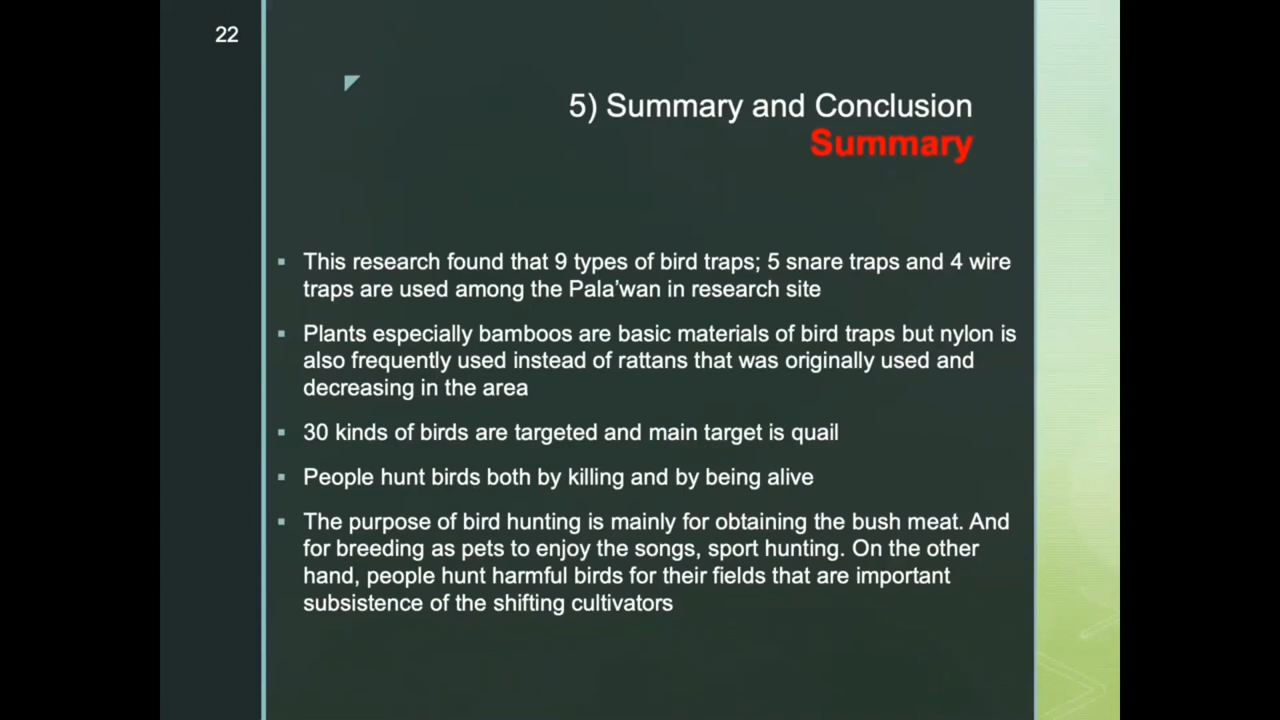 22
5) Summary and Conclusion
Summary
▪ This research found that 9 types of bird traps; 5 snare traps and 4 wire
traps are used among the Pala’wan in research site
▪ Plants especially bamboos are basic materials of bird traps but nylon is
also frequently used instead of rattans that was originally used and
decreasing in the area
▪ 30 kinds of birds are targeted and main target is quail
▪ People hunt birds both by killing and by being alive
▪ The purpose of bird hunting is mainly for obtaining the bush meat. And
for breeding as pets to enjoy the songs, sport hunting. On the other
hand, people hunt harmful birds for their fields that are important
subsistence of the shifting cultivators